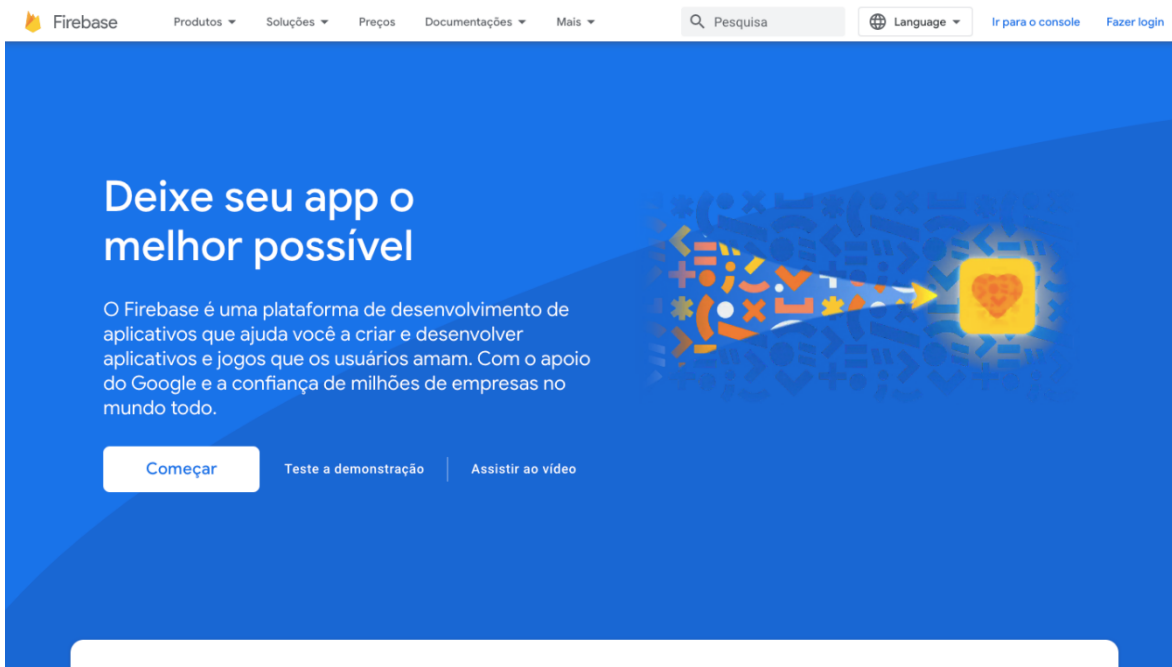 Firebase
Produtos
Soluções
Preços
Documentações
Mais
Pesquisa
Language
Ir para o console
Fazer login
Deixe seu app o
melhor possível
O Firebase é uma plataforma de desenvolvimento de
aplicativos que ajuda você a criar e desenvolver
aplicativos e jogos que os usuários amam. Com o apoio
do Google e a confiança de milhões de empresas no
mundo todo.
Começar
Teste a demonstração
Assistir ao vídeo